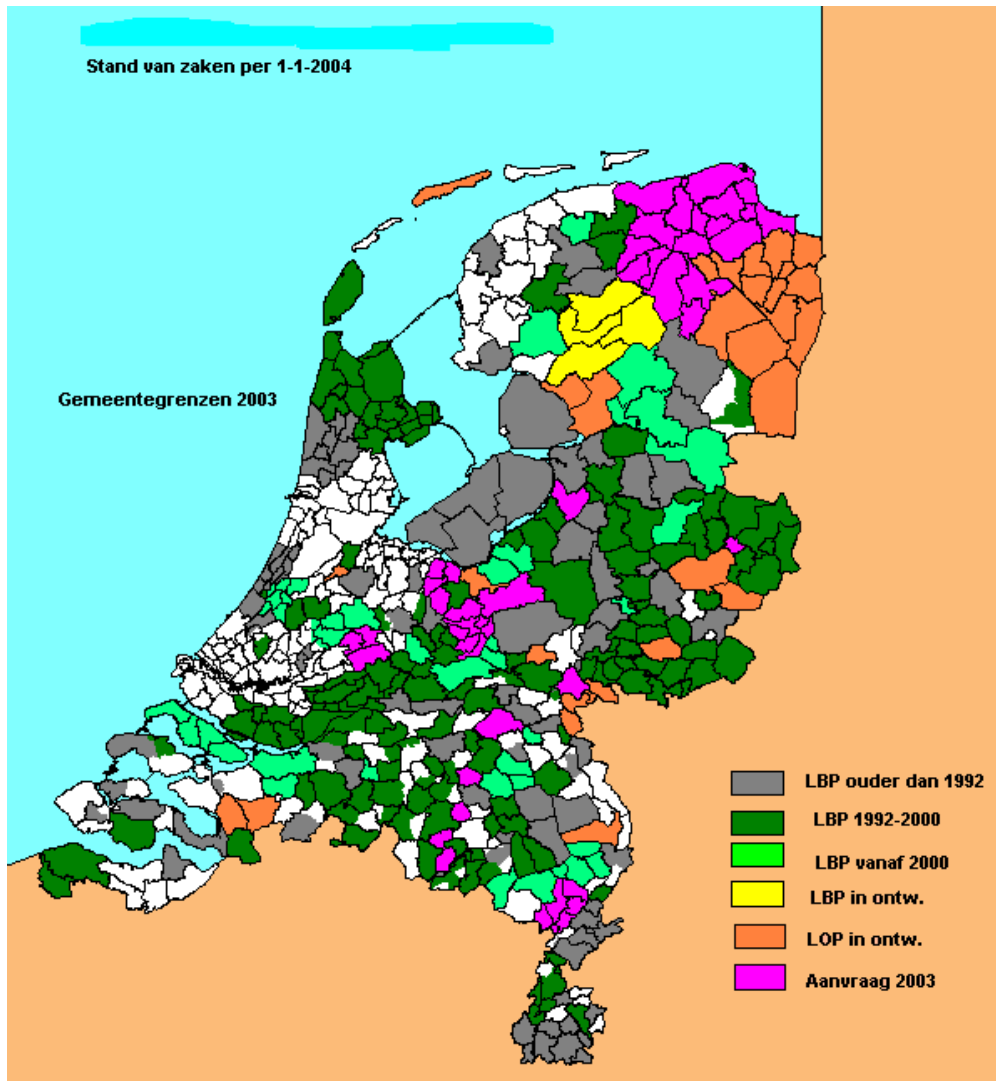 Stand van zaken per 1-1-2004
Gemeentegrenzen 2003
LBP ouder dan 1992
LBP 1992-2000
LBP vanaf 2000
LBP in ontw.
LOP in ontw.
Aanvraag 2003